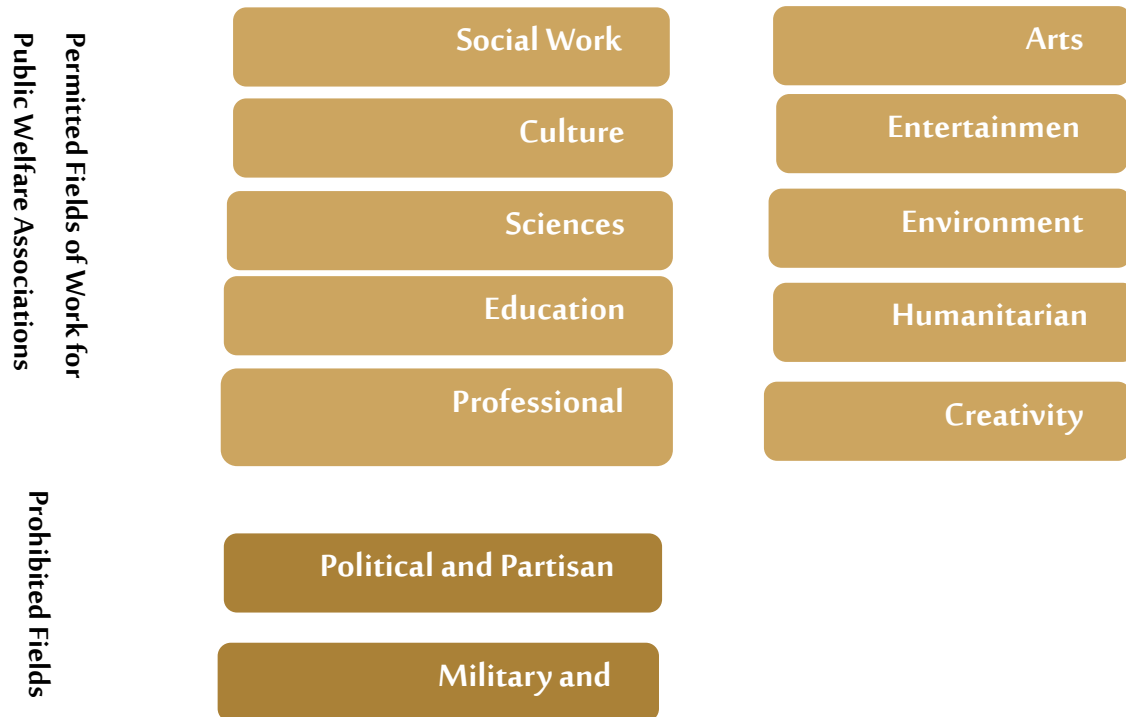 Permitted Fields of Work for
Public Welfare Associations
Social Work
Arts
Culture
Entertainmen
Sciences
Environment
Education
Humanitarian
Professional
Creativity
Prohibited Fields
Political and Partisan
Military and